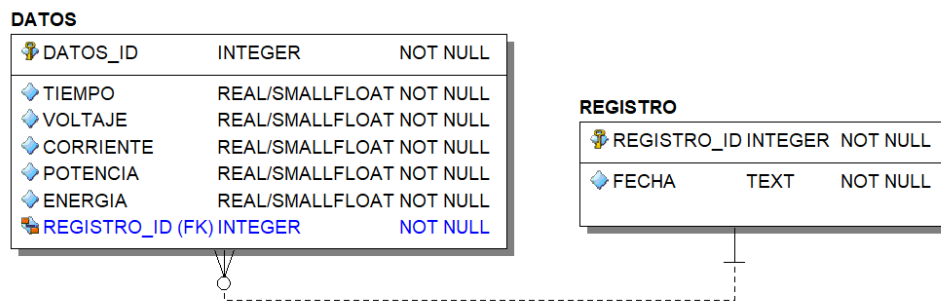 DATOS
DATOS_ID INTEGER NOT NULL
TIEMPO REAL/SMALLFLOAT NOT NULL
VOLTAJE REAL/SMALLFLOAT NOT NULL
CORRIENTE REAL/SMALLFLOAT NOT NULL
POTENCIA REAL/SMALLFLOAT NOT NULL
ENERGIA REAL/SMALLFLOAT NOT NULL
REGISTRO_ID (FK) INTEGER NOT NULL
REGISTRO
REGISTRO_ID INTEGER NOT NULL
FECHA TEXT NOT NULL